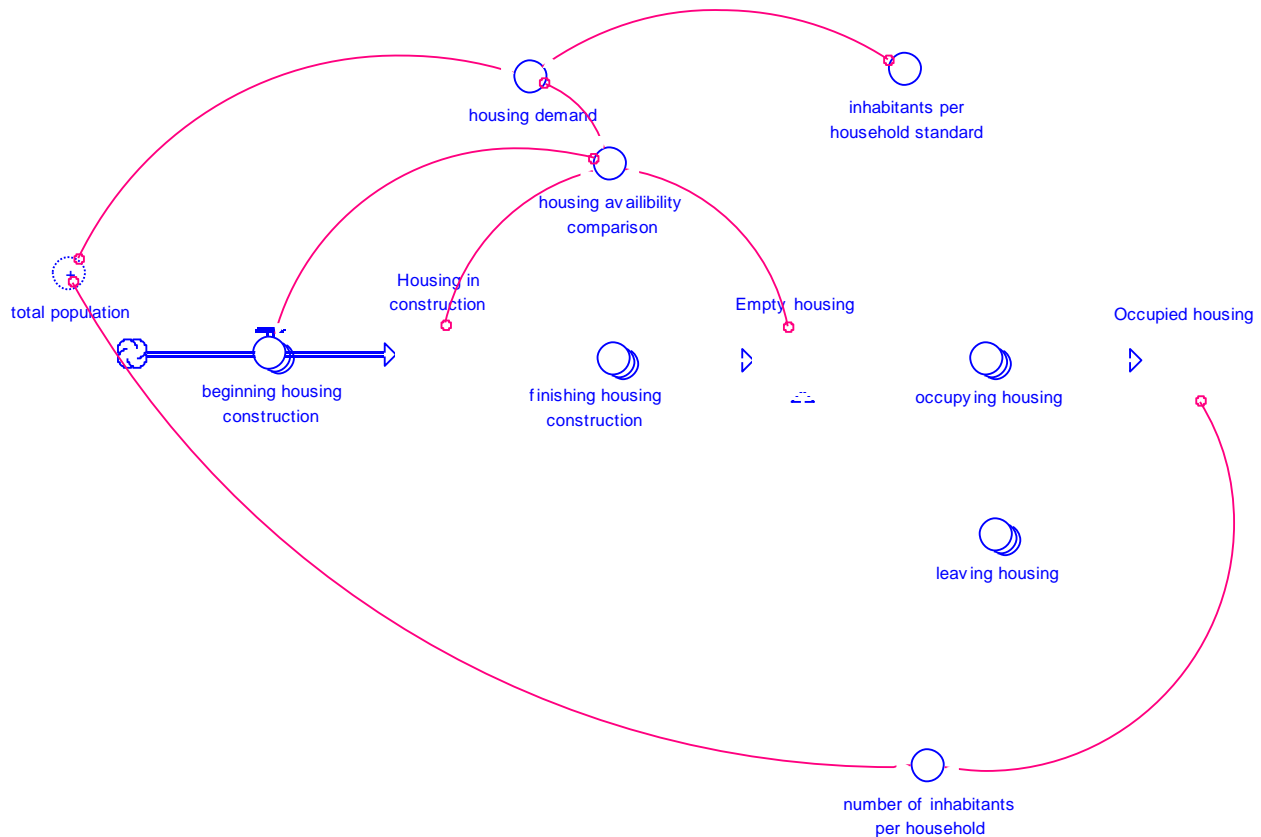 housing demand
inhabitants per
household standard
housing availibility
comparison
Housing in
construction
Empty housing
Occupied housing
total population
beginning housing
construction
finishing housing
construction
occupying housing
leaving housing
number of inhabitants
per household